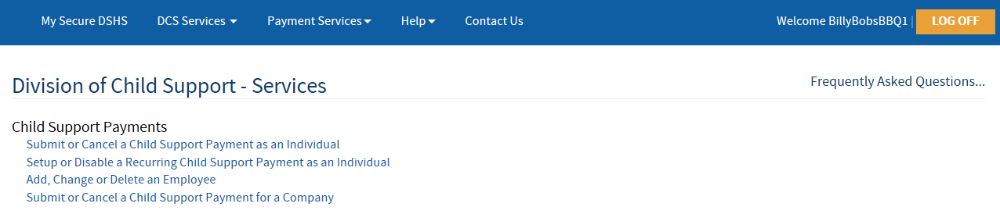 My Secure DSHS DCS Services Payment Services Help Contact Us Welcome BillyBobsBBQ1 | LOG OFF
Division of Child Support - Services Frequently Asked Questions...
Child Support Payments
Submit or Cancel a Child Support Payment as an Individual
Setup or Disable a Recurring Child Support Payment as an Individual
Add, Change or Delete an Employee
Submit or Cancel a Child Support Payment for a Company